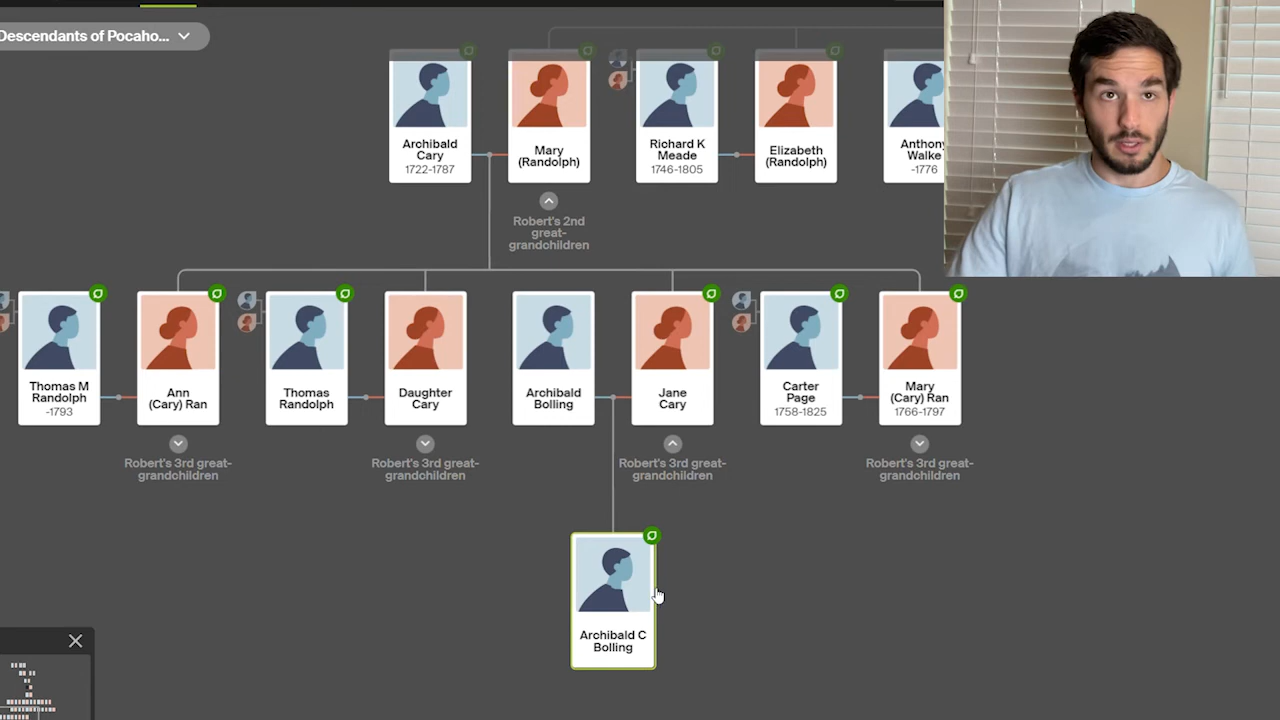 Descendants of Pocaho...
Archibald
Cary
1722-1787
Mary
(Randolph)
Richard K
Meade
1746-1805
Elizabeth
(Randolph)
Anthony
Walke
-1776
Robert's 2nd
great-
grandchildren
Thomas M
Randolph
-1793
Ann
(Cary) Ran
Thomas
Randolph
Daughter
Cary
Archibald
Bolling
Jane
Cary
Carter
Page
1758-1825
Mary
(Cary) Ran
1766-1797
Robert's 3rd great-
grandchildren
Robert's 3rd great-
grandchildren
Robert's 3rd great-
grandchildren
Robert's 3rd great-
grandchildren
Archibald C
Bolling